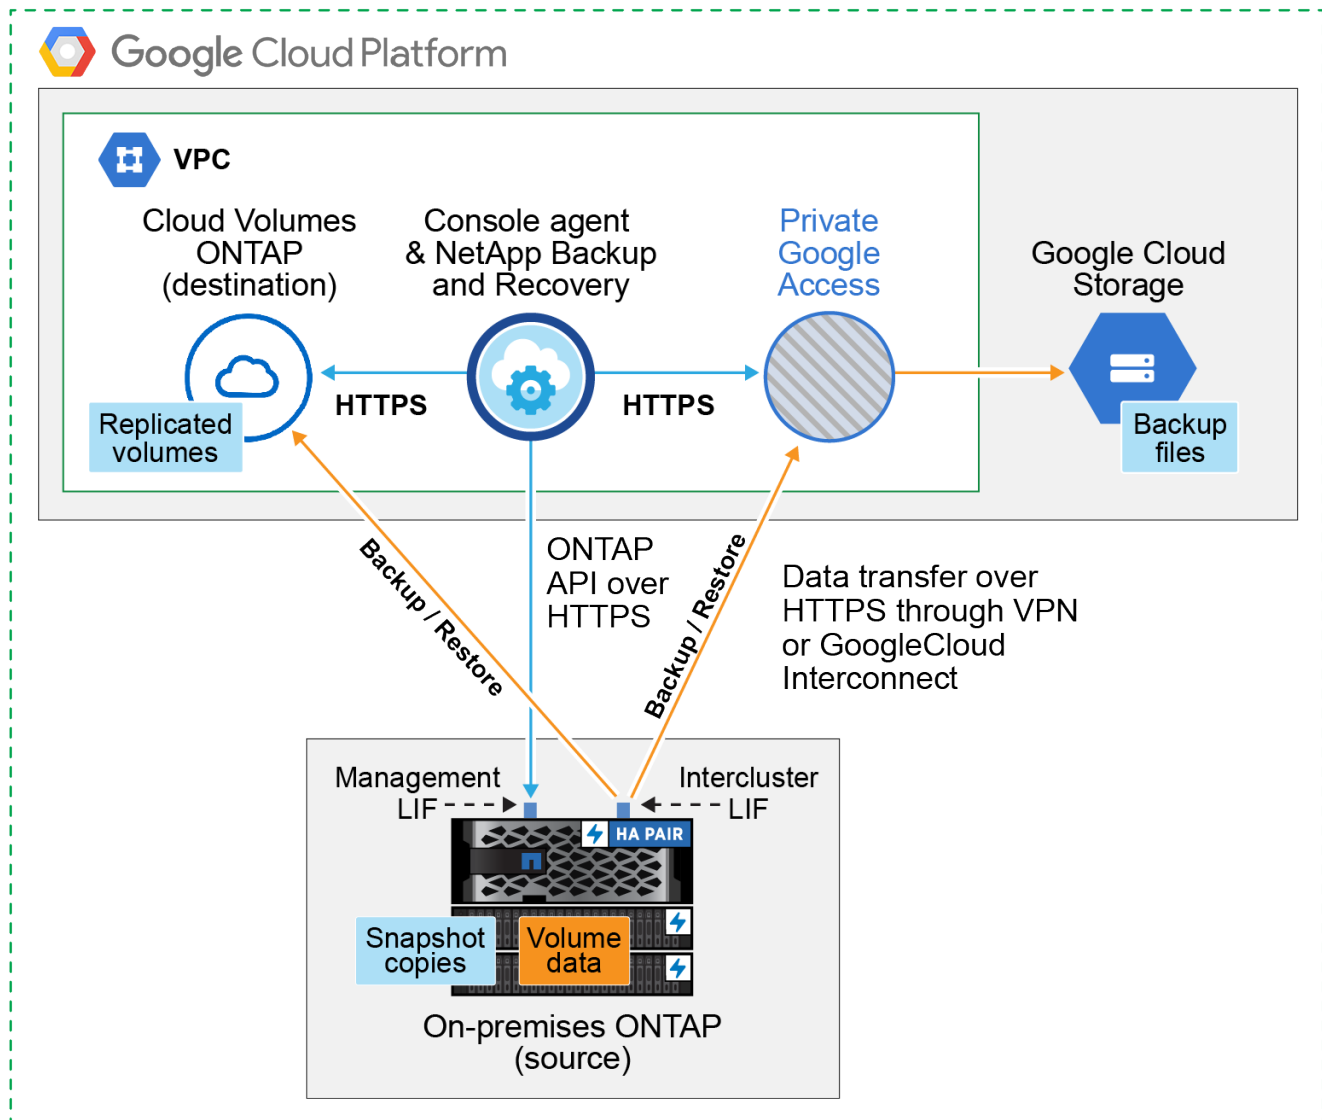 Google Cloud Platform
VPC
Cloud Volumes
ONTAP
(destination)
Console agent
& NetApp Backup
and Recovery
Private
Google
Access
Google Cloud
Storage
HTTPS
HTTPS
Replicated
volumes
Backup
files
Backup / Restore
ONTAP
API over
HTTPS
Backup / Restore
Data transfer over
HTTPS through VPN
or GoogleCloud
Interconnect
Management
LIF
Intercluster
LIF
HA PAIR
Snapshot
copies
Volume
data
On-premises ONTAP
(source)